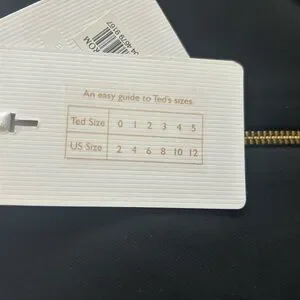 ROM
An easy guide to Ted's sizes
Ted Size 0 1 2 3 4 5
US Size 2 4 6 8 10 12